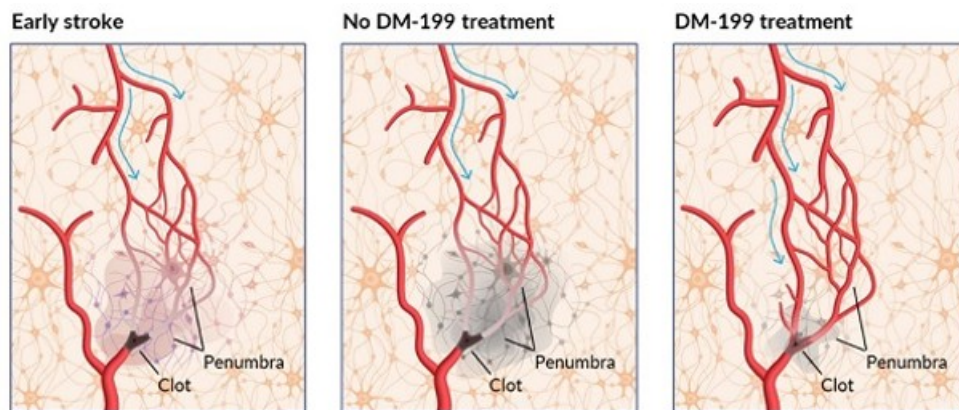 Early stroke
No DM-199 treatment
DM-199 treatment
Penumbra
Clot
Penumbra
Clot
Penumbra
Clot